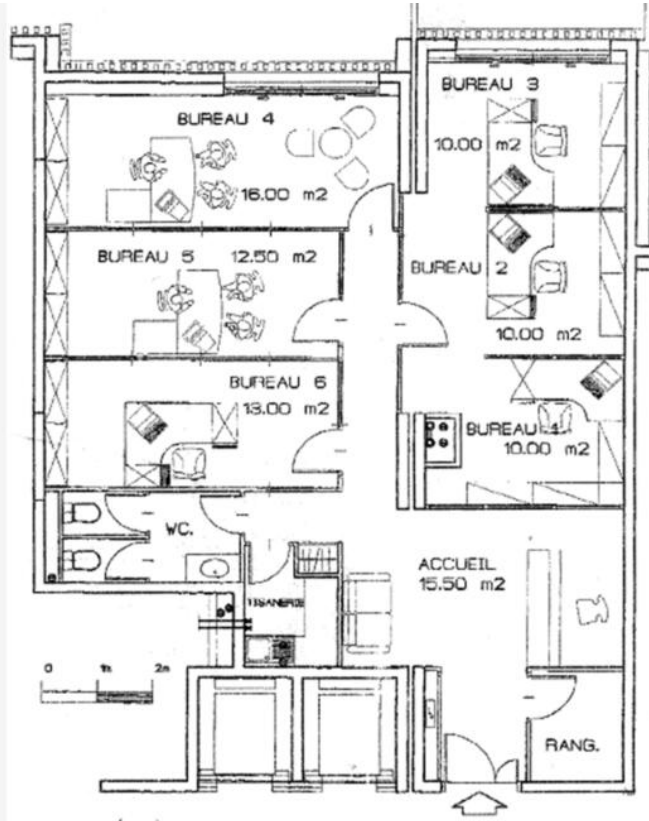 BUREAU 3
BUREAU 4
10.00 m2
16.00 m2
BUREAU 5 12.50 m2
BUREAU 2
10.00 m2
BUREAU 6
13.00 m2
BUREAU 1
10.00 m2
WC.
ACCUEIL
15.50 m2
TISANERIE
0 1m 2m
RANG.